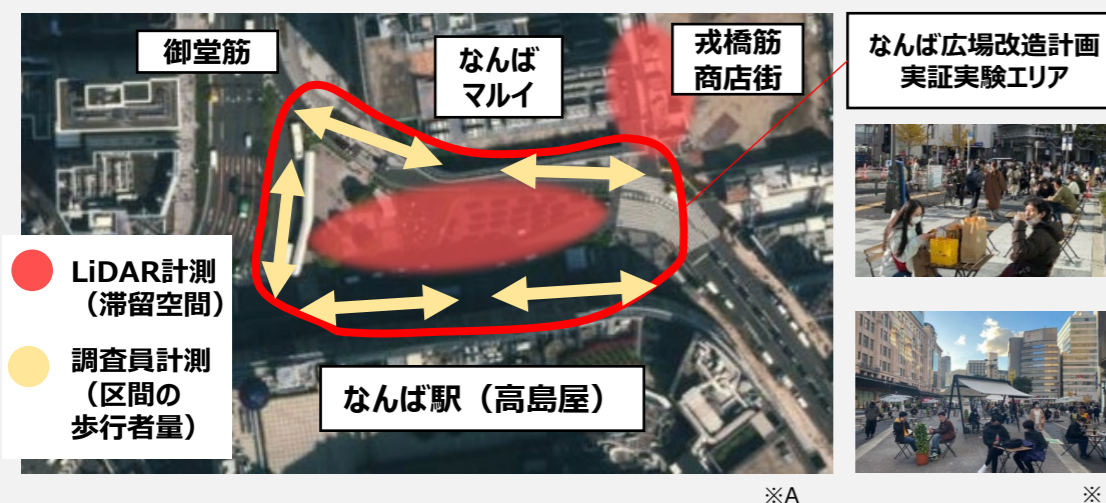 御堂筋
なんば
マルイ
戎橋筋
商店街
なんば広場改造計画
実証実験エリア
LiDAR計測
（滞留空間）
調査員計測
（区間の
歩行者量）
なんば駅（高島屋）
※A
※